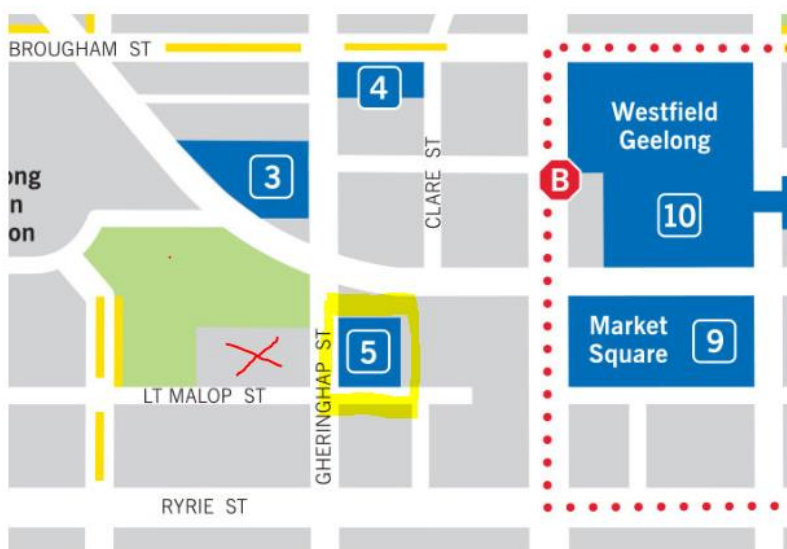 BROUGHAM ST
4
Westfield
Geelong
CLARE ST
ong
n
on
3
B
10
GHERINGHAP ST
5
Market
Square
9
LT MALOP ST
RYRIE ST